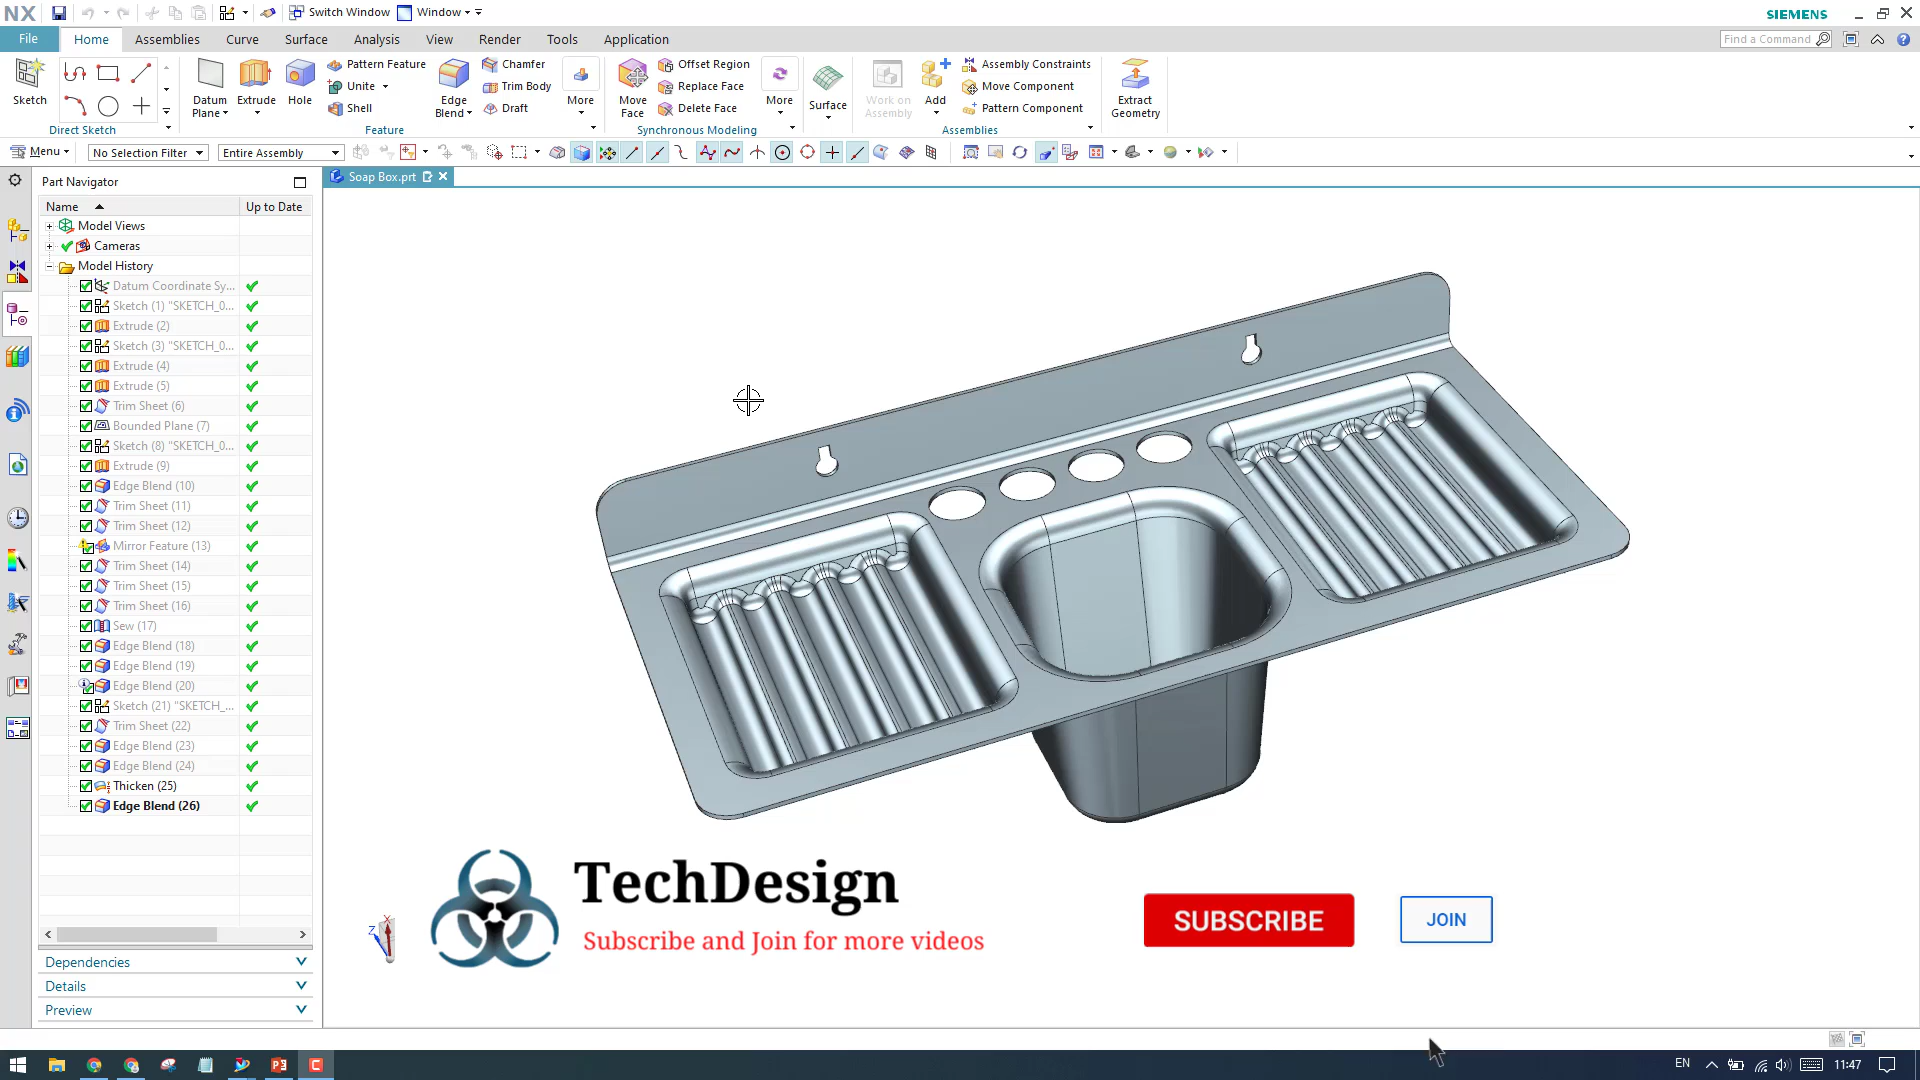 NX
Switch Window
Window
SIEMENS
File
Home
Assemblies
Curve
Surface
Analysis
View
Render
Tools
Application
Find a Command
Sketch
Datum
Plane
Extrude
Hole
Pattern Feature
Unite
Shell
Edge
Blend
Chamfer
Trim Body
Draft
More
Move
Face
Offset Region
Replace Face
Delete Face
More
Surface
Work on
Assembly
Add
Assembly Constraints
Move Component
Pattern Component
Extract
Geometry
Direct Sketch
Feature
Synchronous Modeling
Assemblies
Menu
No Selection Filter
Entire Assembly
Part Navigator
Soap Box.prt
Name
Up to Date
Model Views
Cameras
Model History
Datum Coordinate Sy...
Sketch (1) "SKETCH_0...
Extrude (2)
Sketch (3) "SKETCH_0...
Extrude (4)
Extrude (5)
Trim Sheet (6)
Bounded Plane (7)
Sketch (8) "SKETCH_0...
Extrude (9)
Edge Blend (10)
Trim Sheet (11)
Trim Sheet (12)
Mirror Feature (13)
Trim Sheet (14)
Trim Sheet (15)
Trim Sheet (16)
Sew (17)
Edge Blend (18)
Edge Blend (19)
Edge Blend (20)
Sketch (21) "SKETCH_...
Trim Sheet (22)
Edge Blend (23)
Edge Blend (24)
Thicken (25)
Edge Blend (26)
Dependencies
Details
Preview
X
Z
TechDesign
Subscribe and Join for more videos
SUBSCRIBE
JOIN
EN
11:47